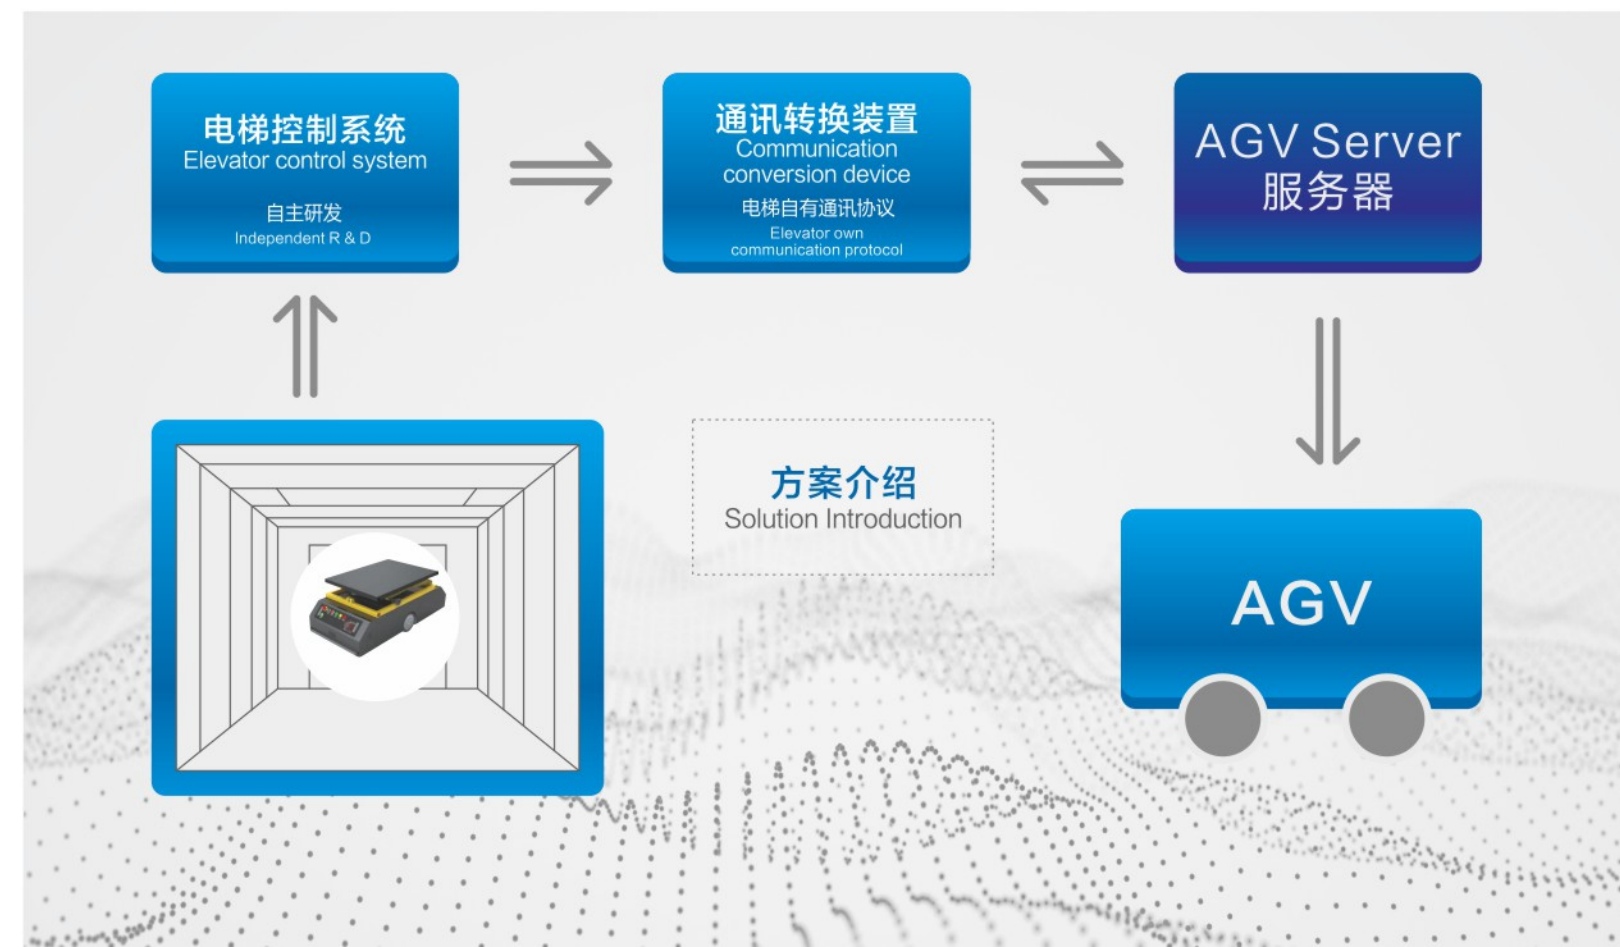 电梯控制系统
Elevator control system
自主研发
Independent R & D
通讯转换装置
Communication
conversion device
电梯自有通讯协议
Elevator own
communication protocol
AGV Server
服务器
方案介绍
Solution Introduction
AGV